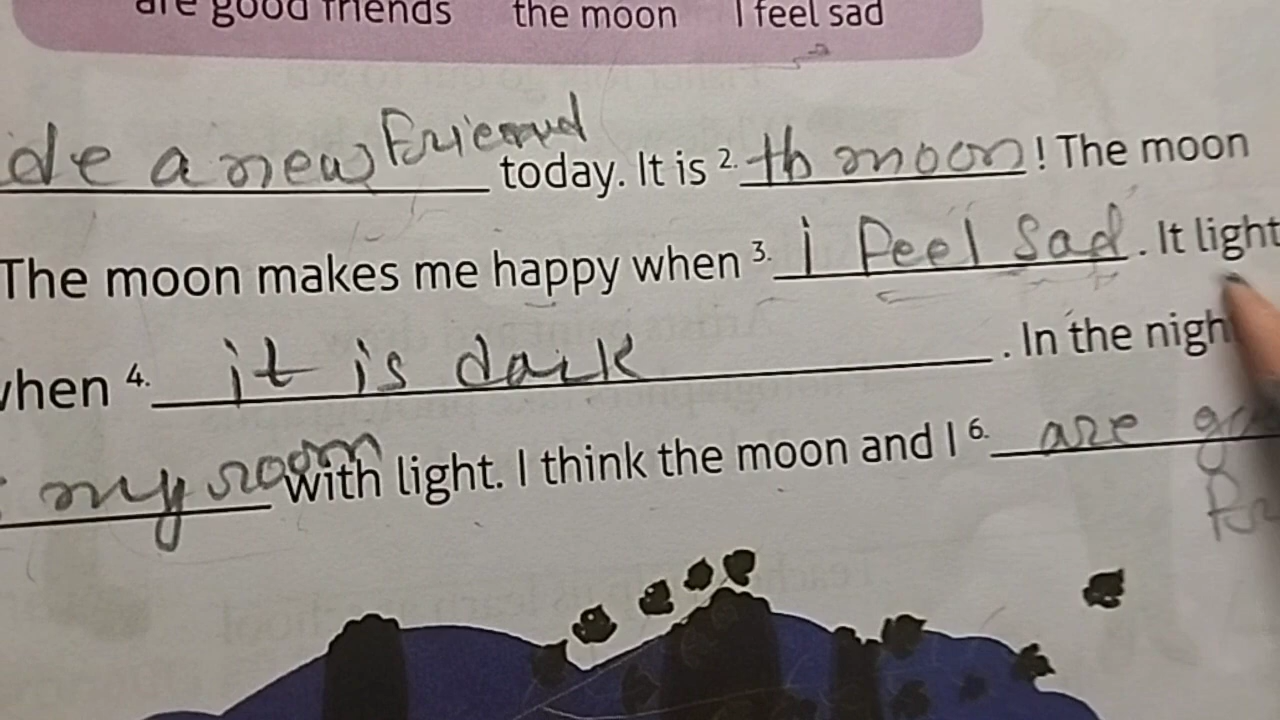 are good friends the moon I feel sad
de a new Friend today. It is 2. th moon! The moon
The moon makes me happy when 3. i feel sad. It light
when 4. it is dark. In the nigh
my room with light. I think the moon and I 6. are